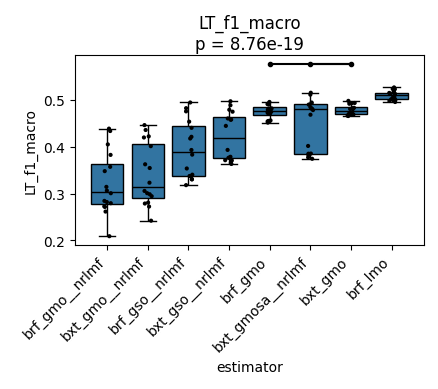 LT_f1_macro
p = 8.76e-19
LT_f1_macro
0.5
0.4
0.3
0.2
brf_gmo__nrlmf
bxt_gmo__nrlmf
brf_gso__nrlmf
bxt_gso__nrlmf
brf_gmo
bxt_gmosa__nrlmf
bxt_gmo
brf_lmo
estimator